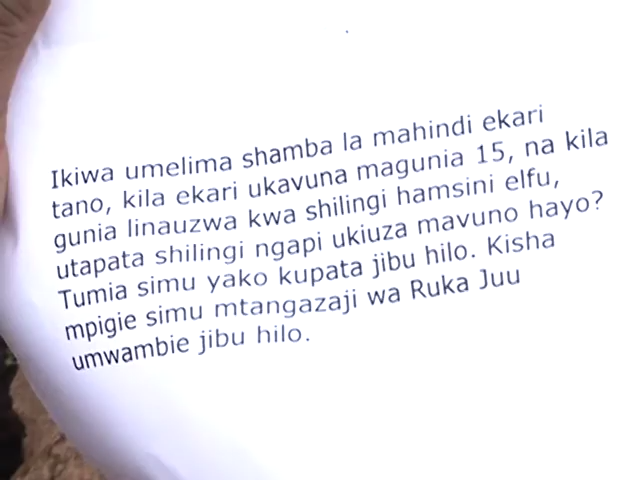 Ikiwa umelima shamba la mahindi ekari
tano, kila ekari ukavuna magunia 15, na kila
gunia linauzwa kwa shilingi hamsini elfu,
utapata shilingi ngapi ukiuza mavuno hayo?
Tumia simu yako kupata jibu hilo. Kisha
mpigie simu mtangazaji wa Ruka Juu
umwambie jibu hilo.